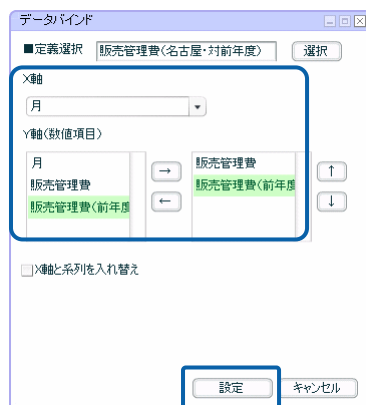 データバインド
■定義選択 販売管理費(名古屋・対前年度) 選択
X軸
月
Y軸(数値項目)
月
販売管理費
販売管理費(前年度
→
←
販売管理費
販売管理費(前年度
↑
↓
X軸と系列を入れ替え
設定 キャンセル